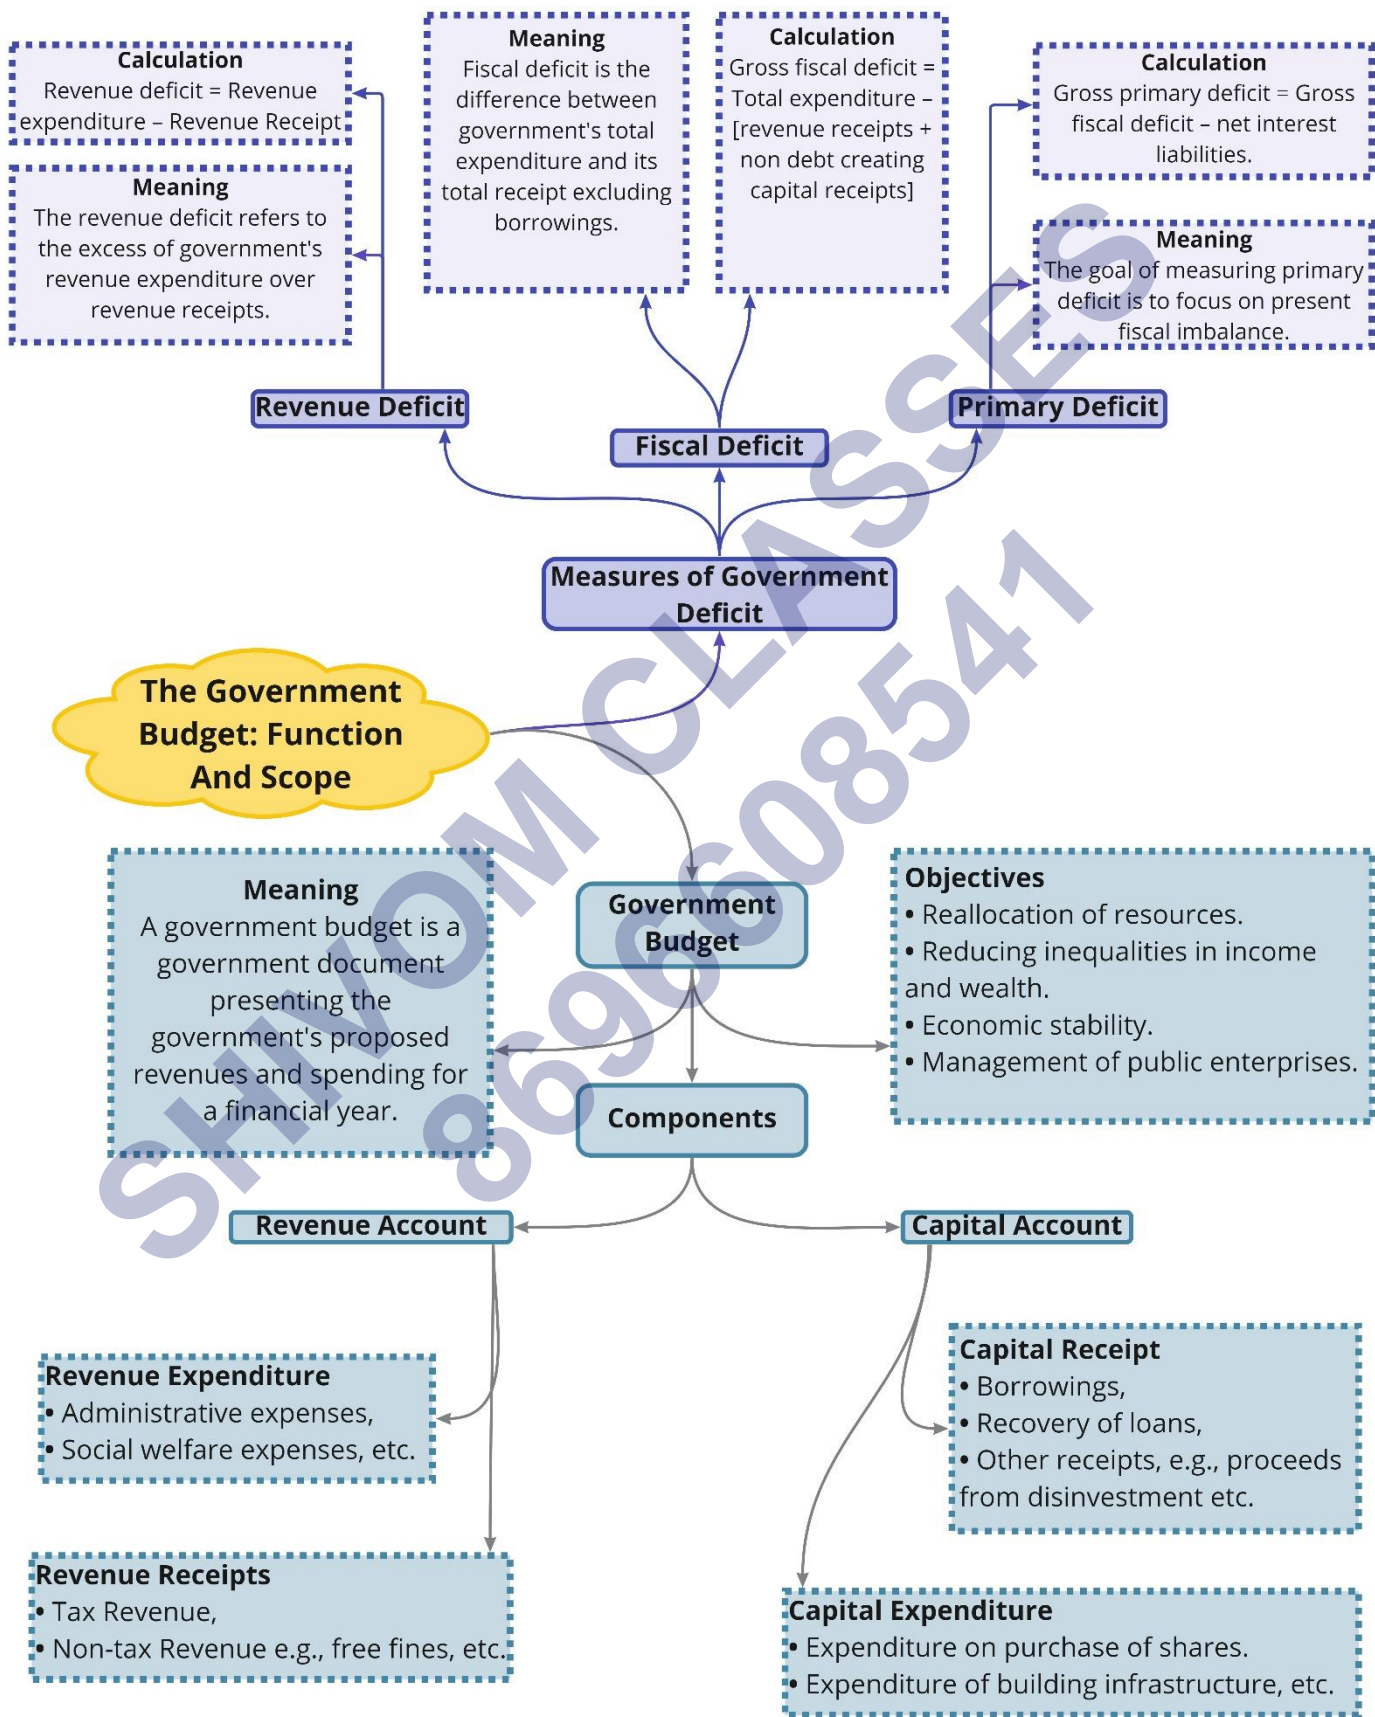 Calculation
Revenue deficit = Revenue
expenditure – Revenue Receipt
Meaning
The revenue deficit refers to
the excess of government's
revenue expenditure over
revenue receipts.
Meaning
Fiscal deficit is the
difference between
government's total
expenditure and its
total receipt excluding
borrowings.
Calculation
Gross fiscal deficit =
Total expenditure –
[revenue receipts +
non debt creating
capital receipts]
Calculation
Gross primary deficit = Gross
fiscal deficit – net interest
liabilities.
Meaning
The goal of measuring primary
deficit is to focus on present
fiscal imbalance.
Revenue Deficit
Fiscal Deficit
Primary Deficit
Measures of Government
Deficit
The Government
Budget: Function
And Scope
Meaning
A government budget is a
government document
presenting the
government's proposed
revenues and spending for
a financial year.
Government
Budget
Objectives
• Reallocation of resources.
• Reducing inequalities in income
and wealth.
• Economic stability.
• Management of public enterprises.
Components
Revenue Account
Capital Account
Revenue Expenditure
• Administrative expenses,
• Social welfare expenses, etc.
Capital Receipt
• Borrowings,
• Recovery of loans,
• Other receipts, e.g., proceeds
from disinvestment etc.
Revenue Receipts
• Tax Revenue,
• Non-tax Revenue e.g., free fines, etc.
Capital Expenditure
• Expenditure on purchase of shares.
• Expenditure of building infrastructure, etc.
SHIVOM CLASSES
8696608541